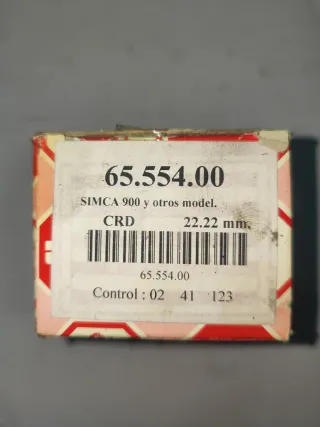 65.554.00
SIMCA 900 y otros model.
CRD 22.22 mm.
65.554.00
Control : 02 41 123